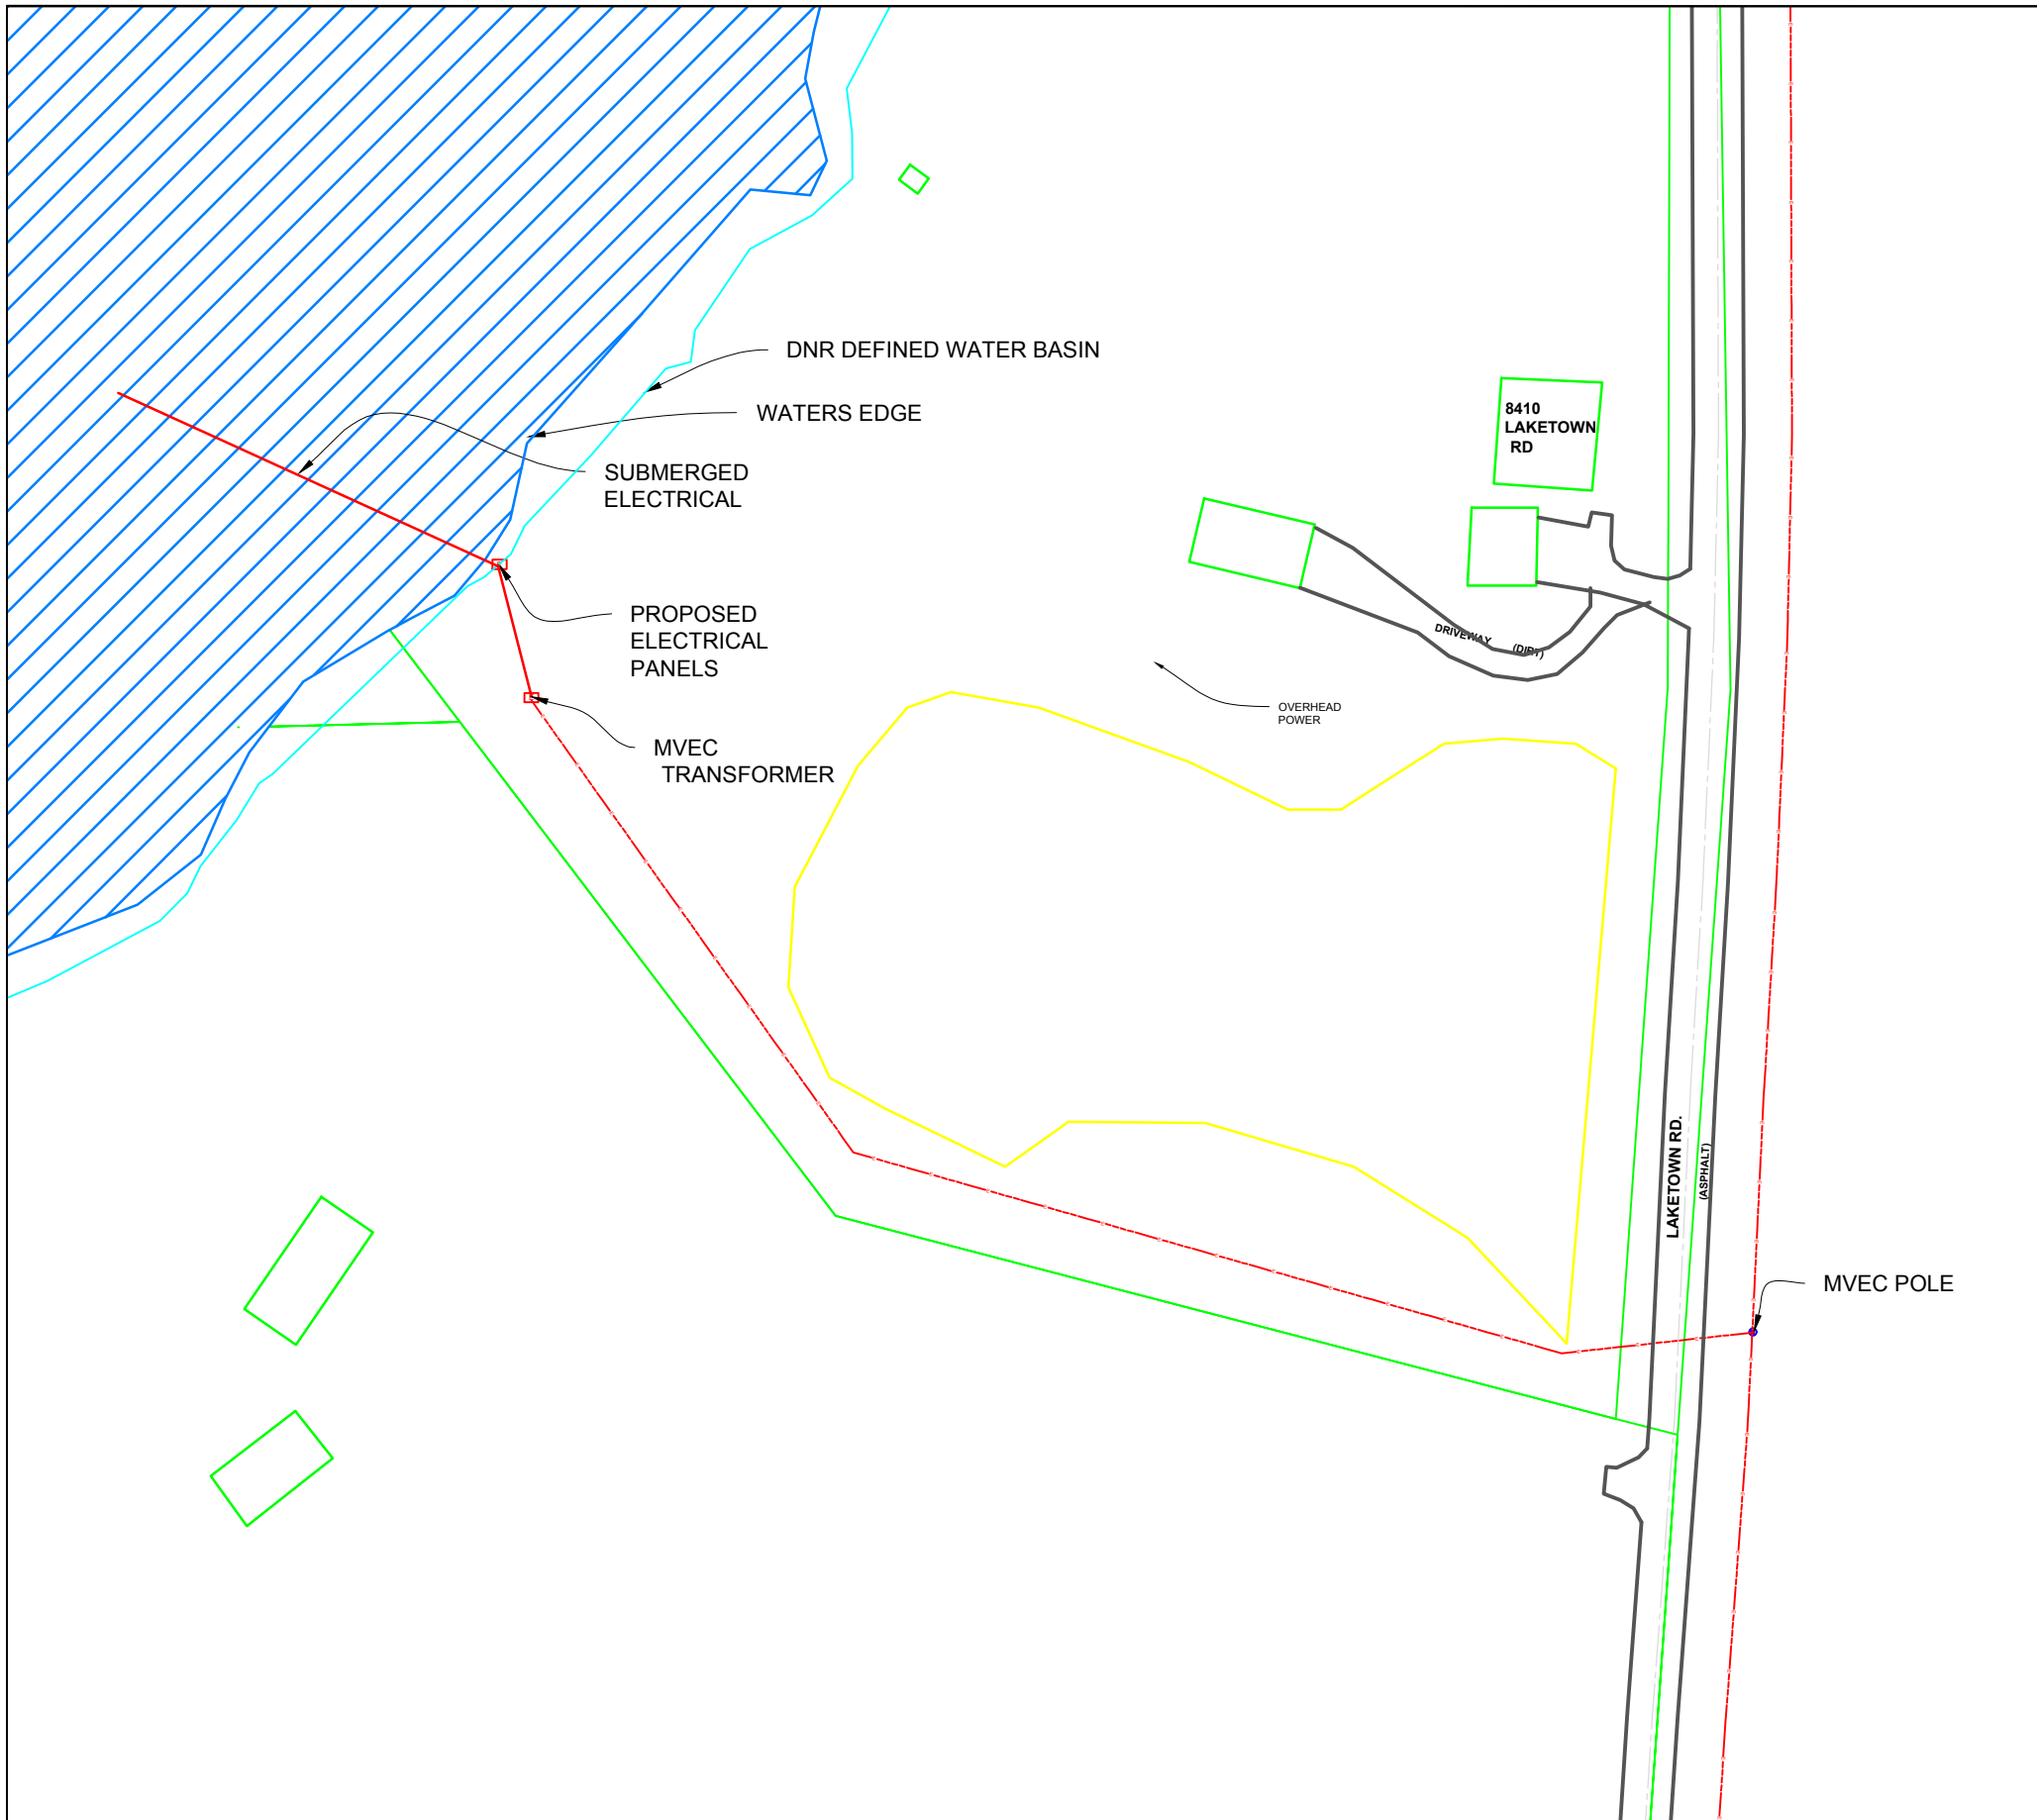 DNR DEFINED WATER BASIN
WATERS EDGE
8410
LAKETOWN
RD
SUBMERGED
ELECTRICAL
PROPOSED
ELECTRICAL
PANELS
DRIVEWAY
(DIRT)
OVERHEAD
POWER
MVEC
TRANSFORMER
LAKETOWN RD.
(ASPHALT)
MVEC POLE